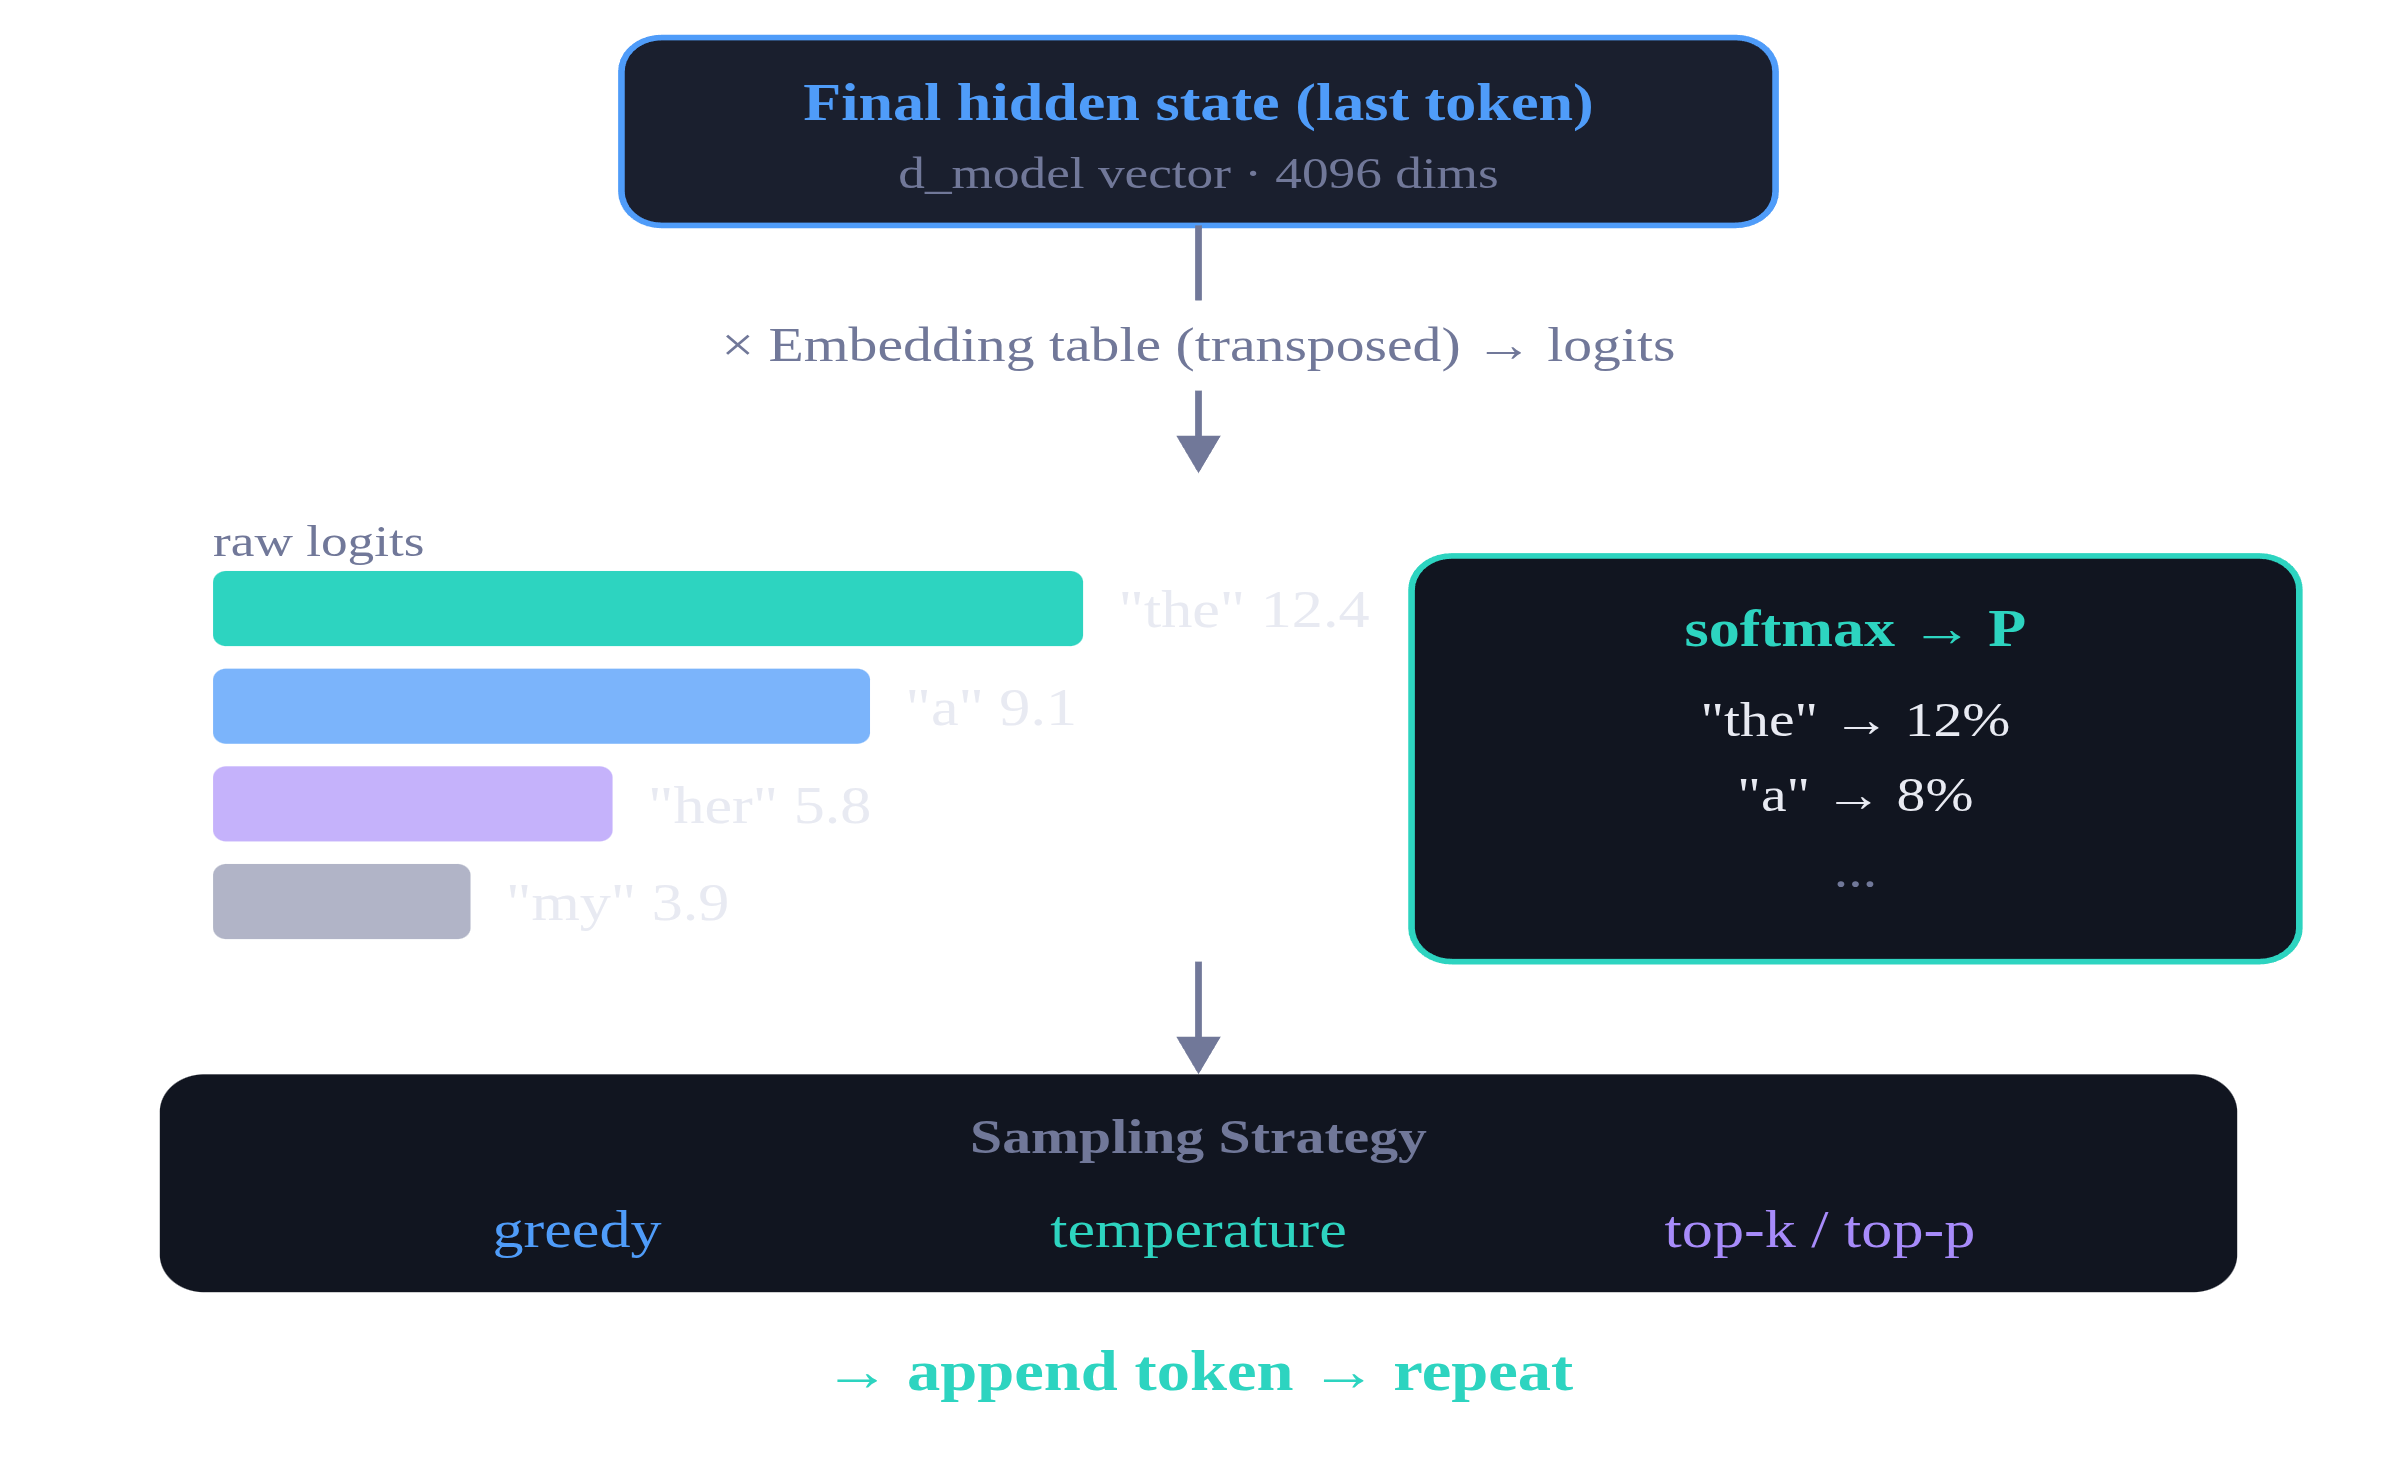 Final hidden state (last token)
d_model vector · 4096 dims
× Embedding table (transposed) → logits
raw logits
"the" 12.4
"a" 9.1
"her" 5.8
"my" 3.9
softmax → P
"the" → 12%
"a" → 8%
...
Sampling Strategy
greedy temperature top-k / top-p
→ append token → repeat